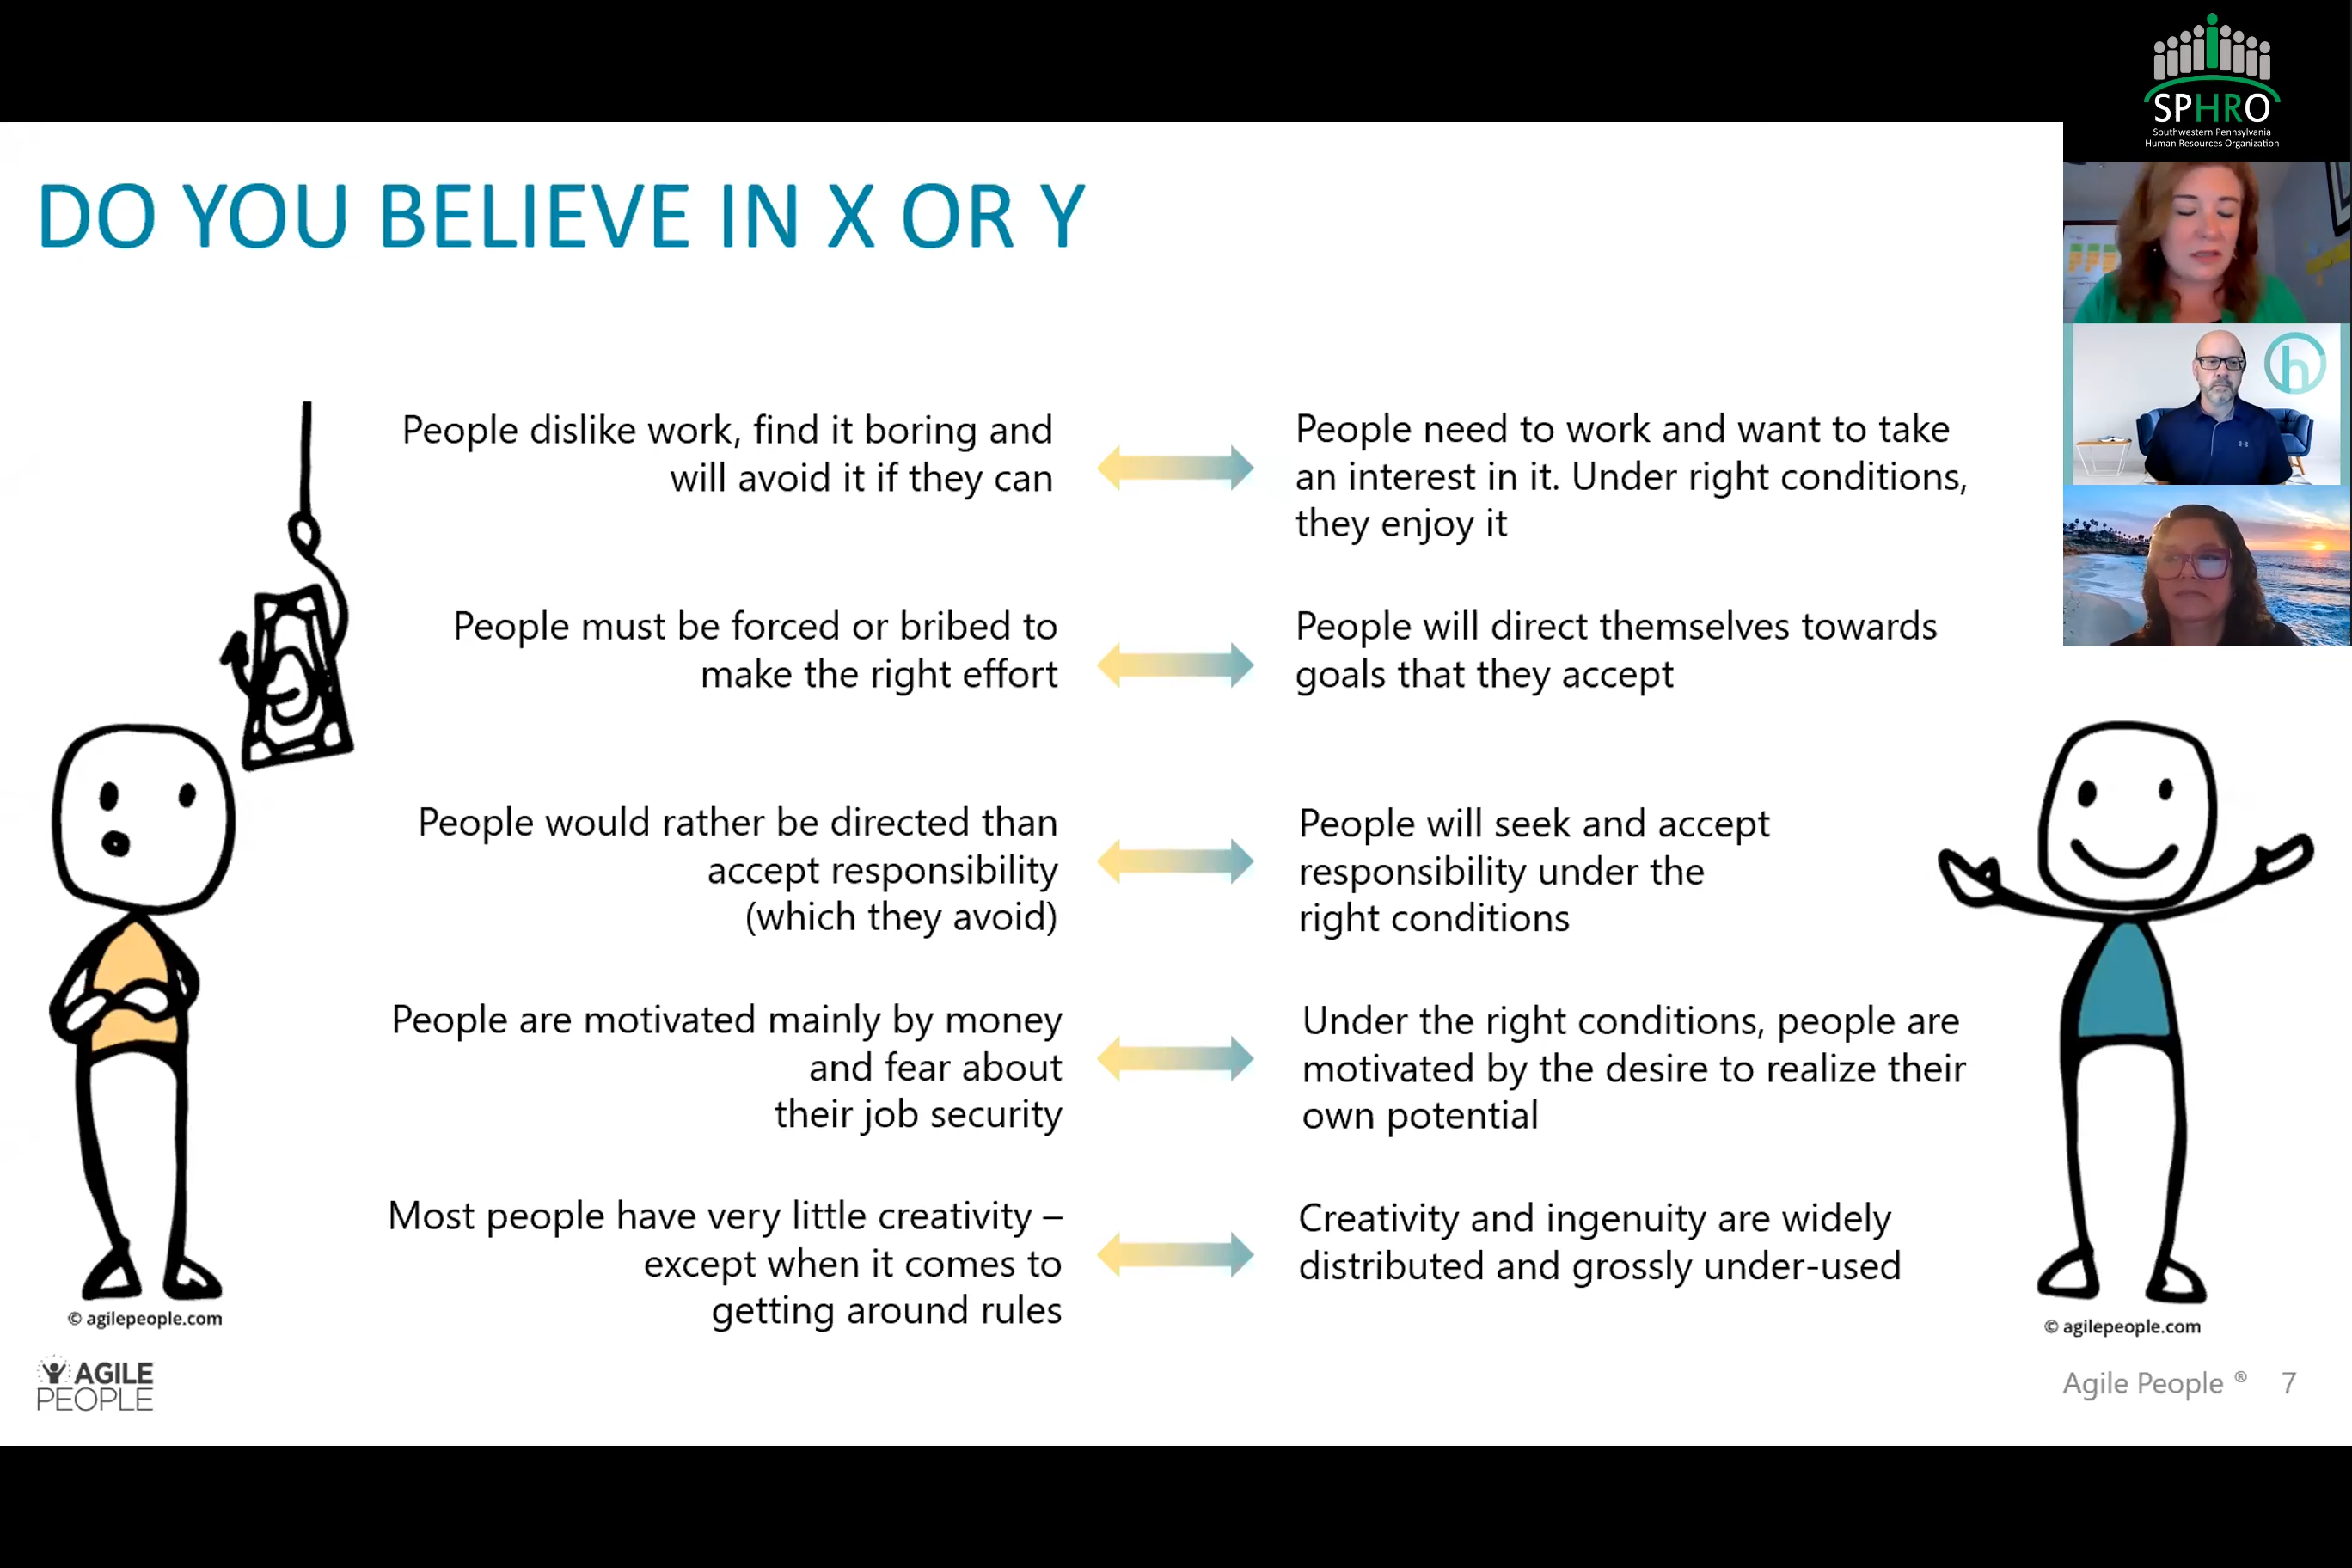 SPHRO
Southwestern Pennsylvania
Human Resources Organization
DO YOU BELIEVE IN X OR Y
h
People dislike work, find it boring and
will avoid it if they can
People need to work and want to take
an interest in it. Under right conditions,
they enjoy it
People must be forced or bribed to
make the right effort
People will direct themselves towards
goals that they accept
People would rather be directed than
accept responsibility
(which they avoid)
People will seek and accept
responsibility under the
right conditions
People are motivated mainly by money
and fear about
their job security
Under the right conditions, people are
motivated by the desire to realize their
own potential
Most people have very little creativity –
except when it comes to
getting around rules
Creativity and ingenuity are widely
distributed and grossly under-used
© agilepeople.com
© agilepeople.com
AGILE
PEOPLE
Agile People ® 7